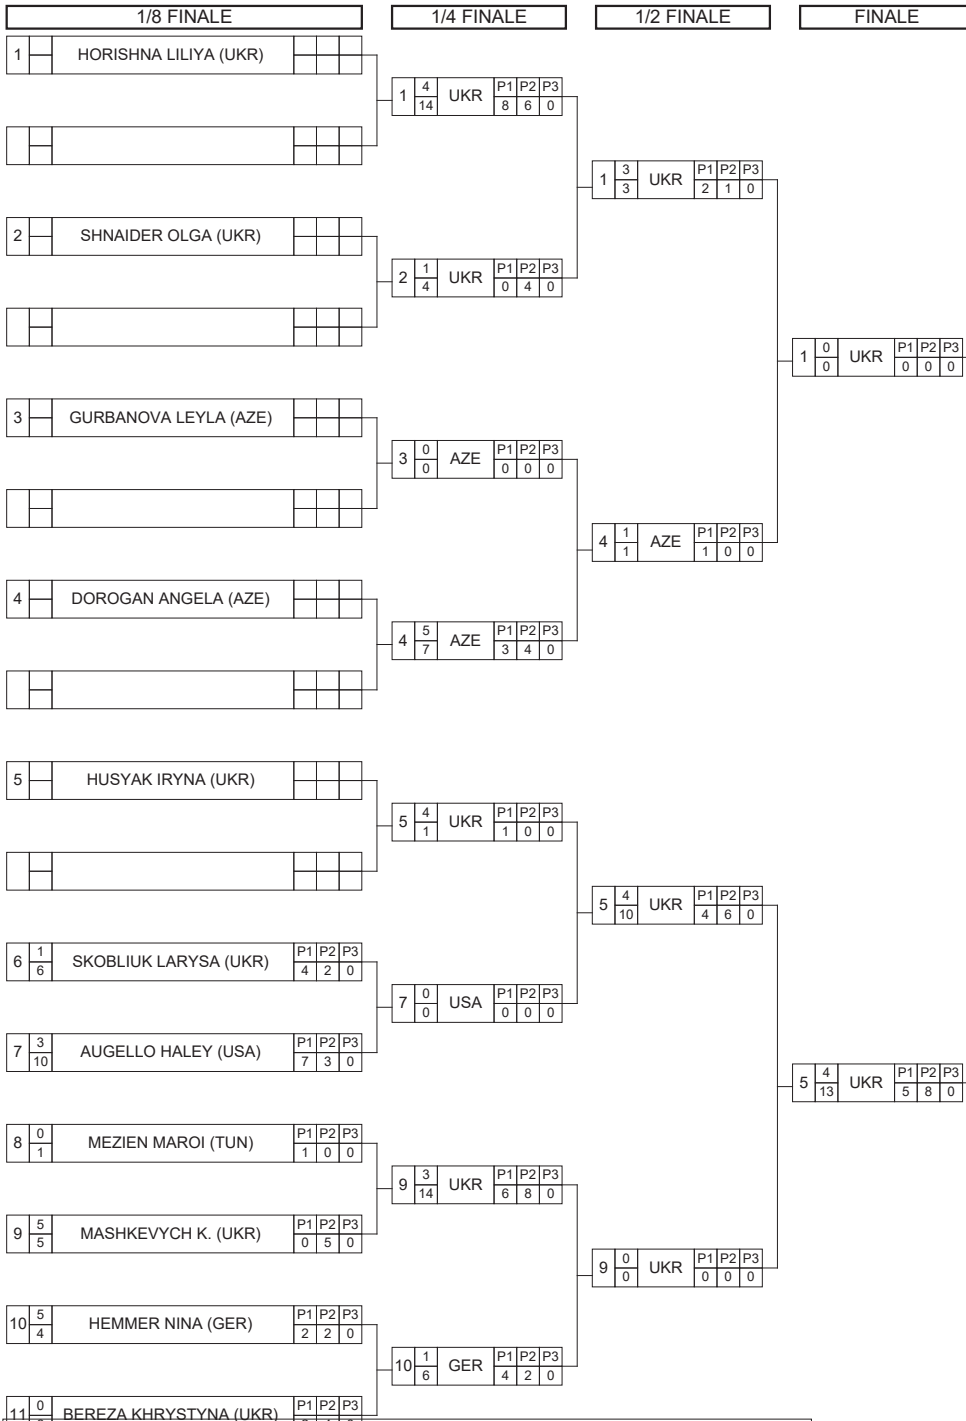 1/8 FINALE 1/4 FINALE 1/2 FINALE FINALE
1 HORISHNA LILIYA (UKR)
1 4 14 UKR P1 P2 P3 8 6 0
1 3 3 UKR P1 P2 P3 2 1 0
2 SHNAIDER OLGA (UKR)
2 1 4 UKR P1 P2 P3 0 4 0
1 0 0 UKR P1 P2 P3 0 0 0
3 GURBANOVA LEYLA (AZE)
3 0 0 AZE P1 P2 P3 0 0 0
4 1 1 AZE P1 P2 P3 1 0 0
4 DOROGAN ANGELA (AZE)
4 5 7 AZE P1 P2 P3 3 4 0
5 HUSYAK IRYNA (UKR)
5 4 1 UKR P1 P2 P3 1 0 0
5 4 10 UKR P1 P2 P3 4 6 0
6 1 6 SKOBLIUK LARYSA (UKR) P1 P2 P3 4 2 0
7 0 0 USA P1 P2 P3 0 0 0
7 3 10 AUGELLO HALEY (USA) P1 P2 P3 7 3 0
5 4 13 UKR P1 P2 P3 5 8 0
8 0 1 MEZIEN MAROI (TUN) P1 P2 P3 1 0 0
9 3 14 UKR P1 P2 P3 6 8 0
9 5 5 MASHKEVYCH K. (UKR) P1 P2 P3 0 5 0
9 0 0 UKR P1 P2 P3 0 0 0
10 5 4 HEMMER NINA (GER) P1 P2 P3 2 2 0
10 1 6 GER P1 P2 P3 4 2 0
11 0 BEREZA KHRYSTYNA (UKR) P1 P2 P3